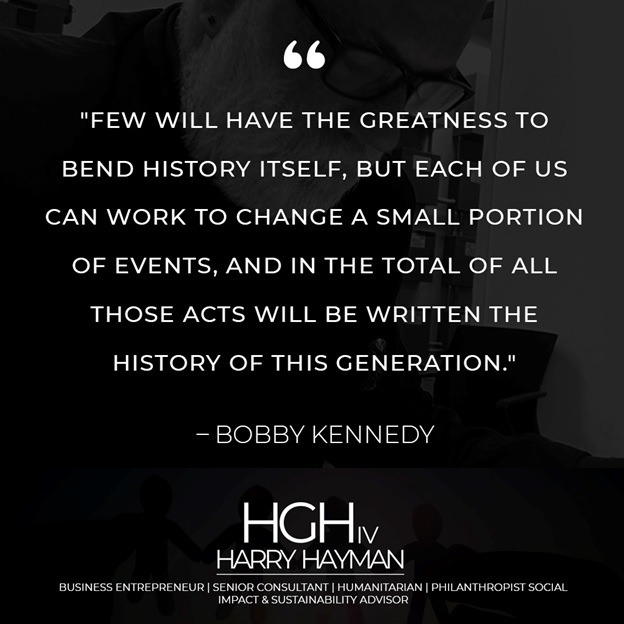 "FEW WILL HAVE THE GREATNESS TO
BEND HISTORY ITSELF, BUT EACH OF US
CAN WORK TO CHANGE A SMALL PORTION
OF EVENTS, AND IN THE TOTAL OF ALL
THOSE ACTS WILL BE WRITTEN THE
HISTORY OF THIS GENERATION."
– BOBBY KENNEDY
HGHIV
HARRY HAYMAN
BUSINESS ENTREPRENEUR | SENIOR CONSULTANT | HUMANITARIAN | PHILANTHROPIST SOCIAL
IMPACT & SUSTAINABILITY ADVISOR